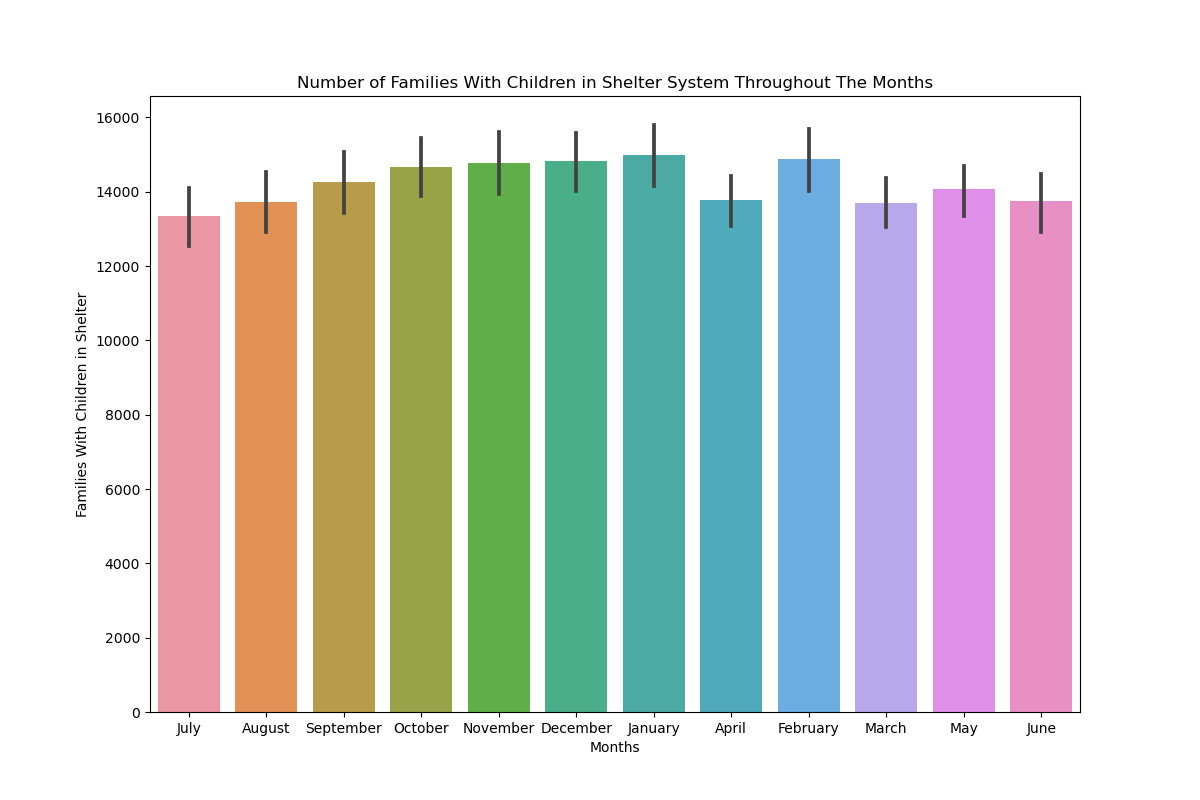 Number of Families With Children in Shelter System Throughout The Months
Families With Children in Shelter
16000
14000
12000
10000
8000
6000
4000
2000
0
July August September October November December January April February March May June
Months